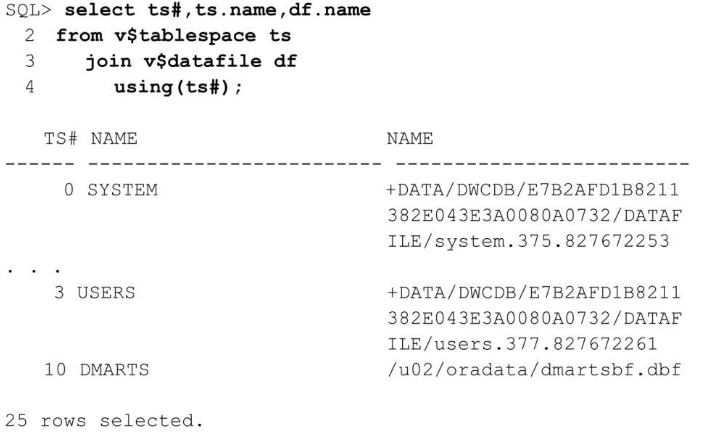 SQL> select ts#,ts.name,df.name
2 from v$tablespace ts
3 join v$datafile df
4 using(ts#);
TS# NAME NAME
------ ------------------------- -------------------------
0 SYSTEM +DATA/DWCDB/E7B2AFD1B8211
382E043E3A0080A0732/DATAF
ILE/system.375.827672253
. . .
3 USERS +DATA/DWCDB/E7B2AFD1B8211
382E043E3A0080A0732/DATAF
ILE/users.377.827672261
10 DMARTS /u02/oradata/dmartsbf.dbf
25 rows selected.